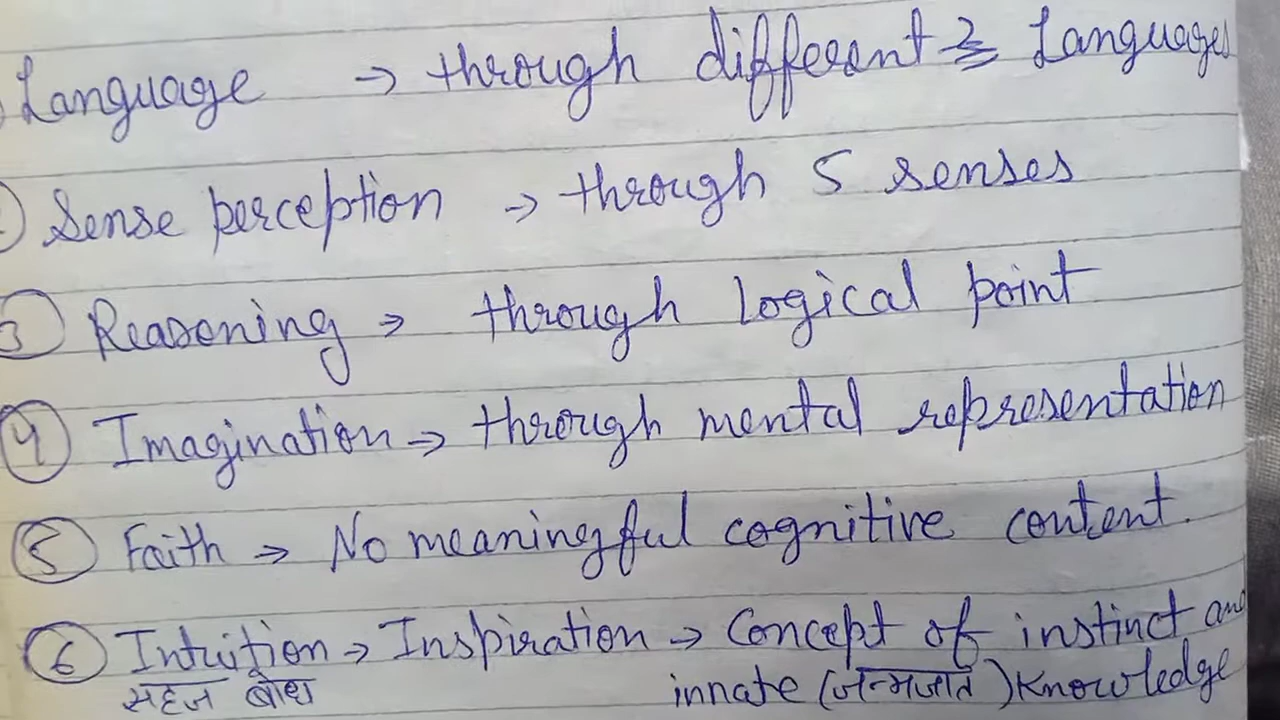 Language → through different 2 Languages
Sense perception → through 5 senses
3 Reasoning → through logical point
4 Imagination → through mental representation
5 Faith → No meaningful cognitive content.
6 Intuition → Inspiration → Concept of instinct and
सहज बोध innate (जन्मजात) Knowledge